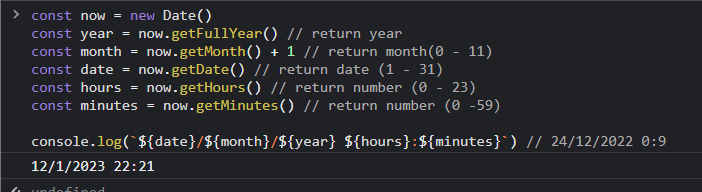 const now = new Date()
const year = now.getFullYear() // return year
const month = now.getMonth() + 1 // return month(0 - 11)
const date = now.getDate() // return date (1 - 31)
const hours = now.getHours() // return number (0 - 23)
const minutes = now.getMinutes() // return number (0 -59)
console.log(`${date}/${month}/${year} ${hours}:${minutes}`) // 24/12/2022 0:9
12/1/2023 22:21
undefined